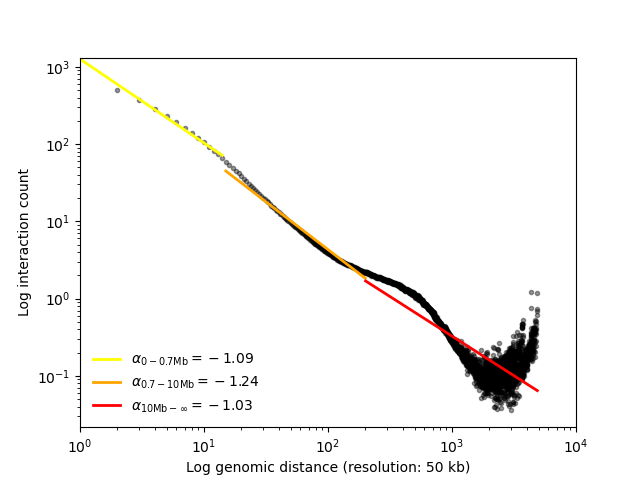 10³
10²
10¹
10⁰
10⁻¹
Log interaction count
α₀₋₀.₇Mb = −1.09
α₀.₇₋₁₀Mb = −1.24
α₁₀Mb₋∞ = −1.03
10⁰ 10¹ 10² 10³ 10⁴
Log genomic distance (resolution: 50 kb)